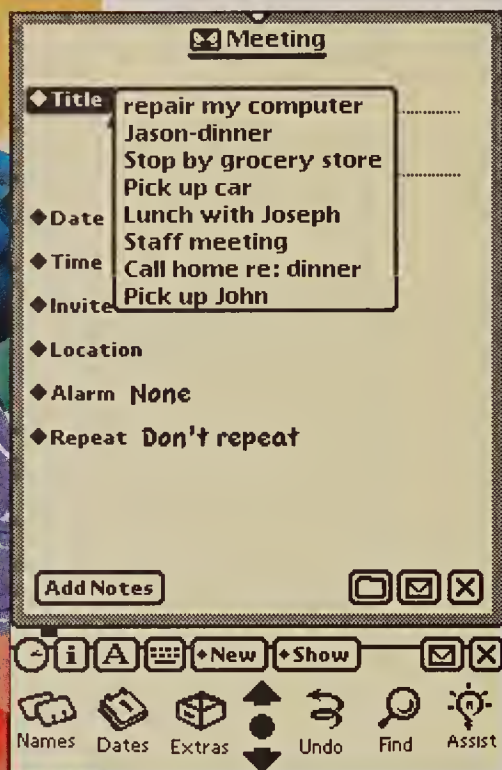 Meeting
Title
repair my computer
Jason-dinner
Stop by grocery store
Pick up car
Lunch with Joseph
Staff meeting
Call home re: dinner
Pick up John
Date
Time
Invite
Location
Alarm None
Repeat Don't repeat
Add Notes
i A New Show
Names Dates Extras Undo Find Assist